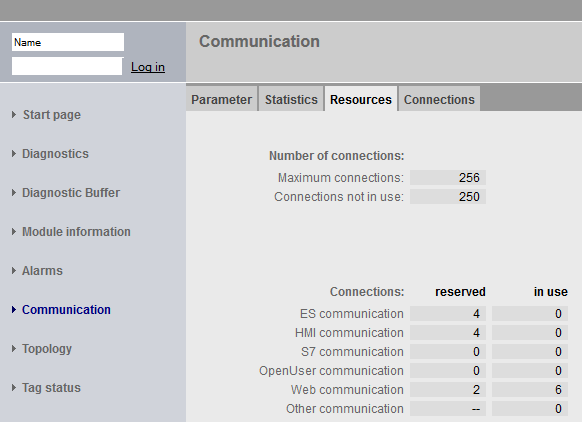 Name
Log in
Communication
Start page
Diagnostics
Diagnostic Buffer
Module information
Alarms
Communication
Topology
Tag status
Parameter Statistics Resources Connections
Number of connections:
Maximum connections: 256
Connections not in use: 250
Connections: reserved in use
ES communication 4 0
HMI communication 4 0
S7 communication 0 0
OpenUser communication 0 0
Web communication 2 6
Other communication -- 0